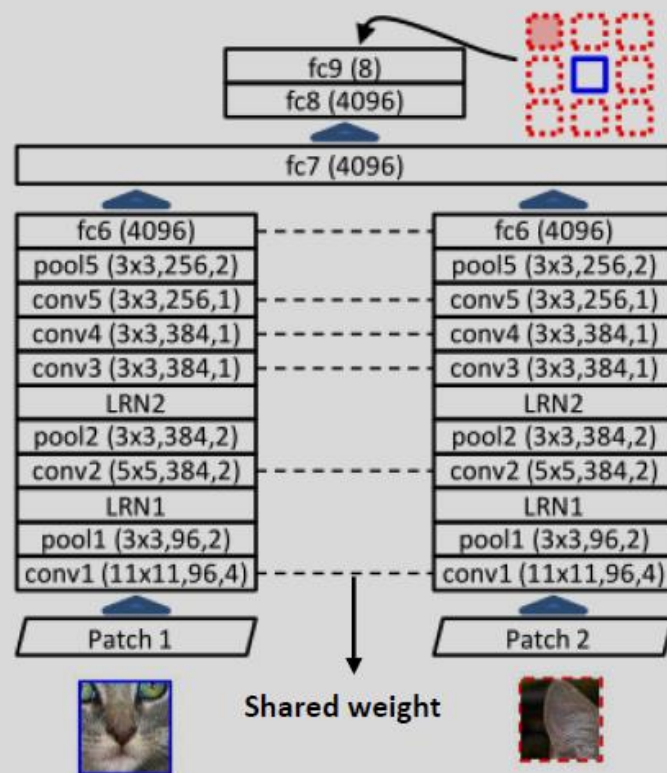 fc9 (8)
fc8 (4096)
fc7 (4096)
fc6 (4096) fc6 (4096)
pool5 (3x3,256,2) pool5 (3x3,256,2)
conv5 (3x3,256,1) conv5 (3x3,256,1)
conv4 (3x3,384,1) conv4 (3x3,384,1)
conv3 (3x3,384,1) conv3 (3x3,384,1)
LRN2 LRN2
pool2 (3x3,384,2) pool2 (3x3,384,2)
conv2 (5x5,384,2) conv2 (5x5,384,2)
LRN1 LRN1
pool1 (3x3,96,2) pool1 (3x3,96,2)
conv1 (11x11,96,4) conv1 (11x11,96,4)
Patch 1 Patch 2
Shared weight